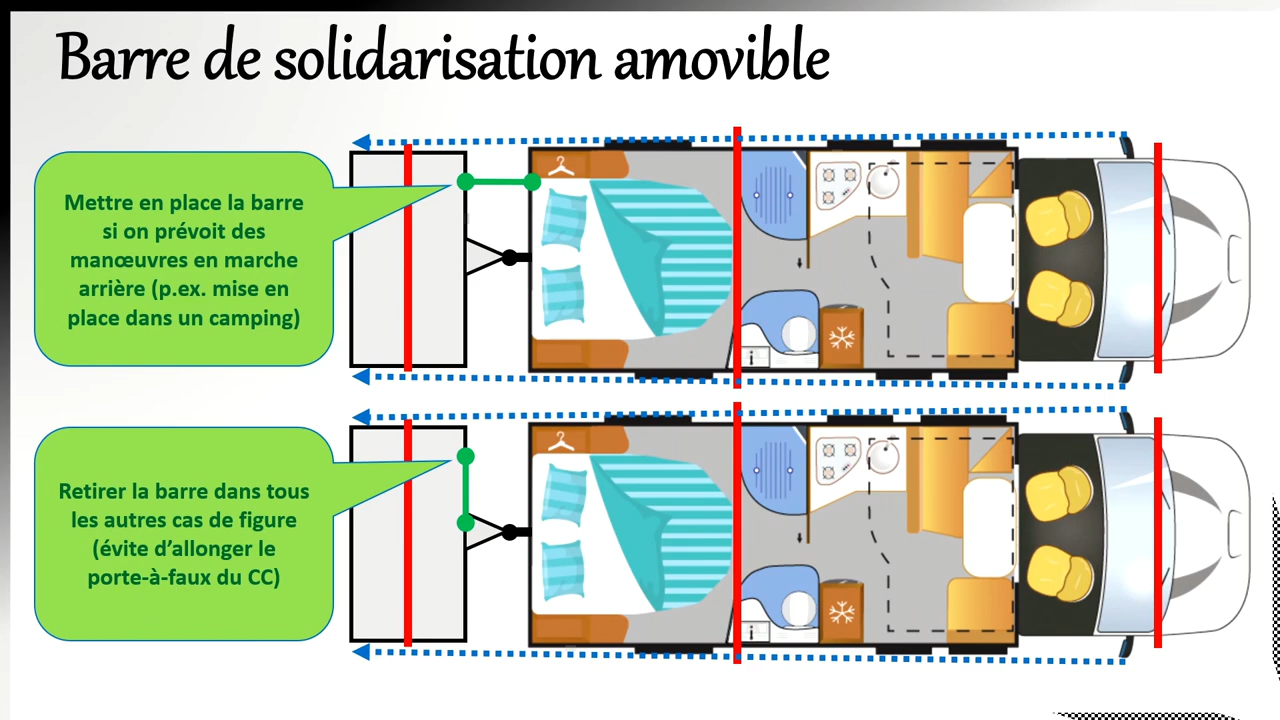 Barre de solidarisation amovible
Mettre en place la barre
si on prévoit des
manœuvres en marche
arrière (p.ex. mise en
place dans un camping)
Retirer la barre dans tous
les autres cas de figure
(évite d’allonger le
porte-à-faux du CC)